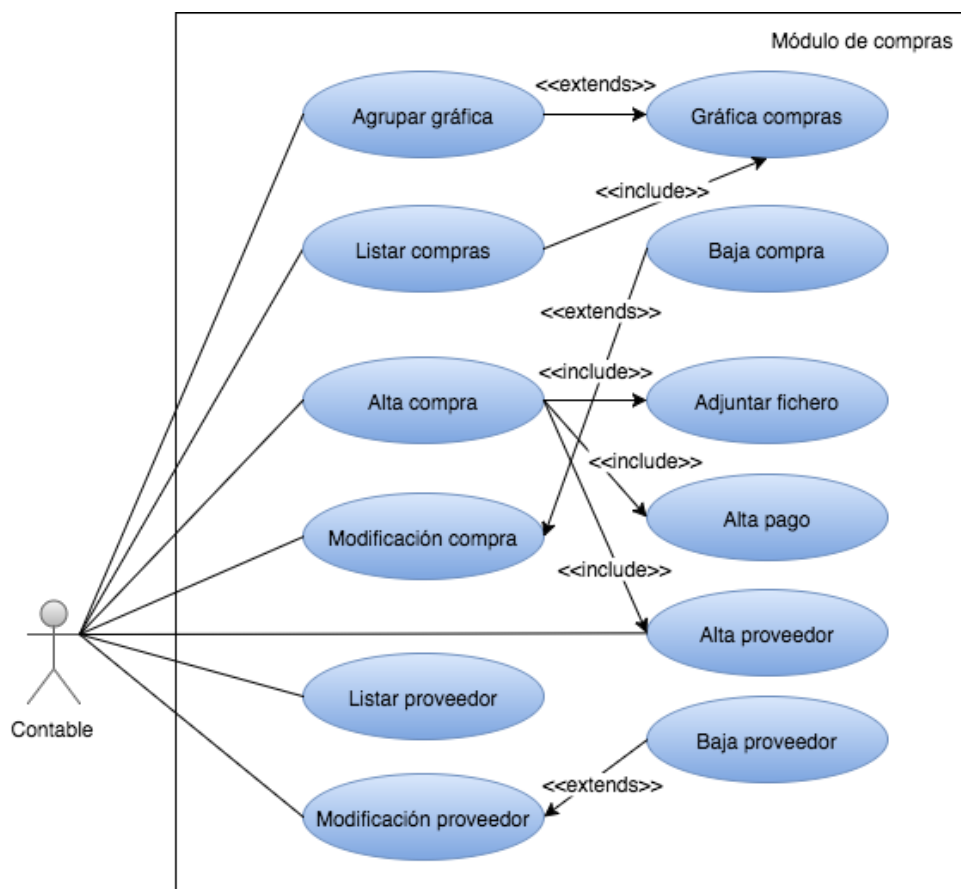 Módulo de compras
<<extends>>
Agrupar gráfica
Gráfica compras
<<include>>
Listar compras
Baja compra
<<extends>>
<<include>>
Alta compra
Adjuntar fichero
<<include>>
Alta pago
Modificación compra
<<include>>
Alta proveedor
Listar proveedor
Contable
Baja proveedor
<<extends>>
Modificación proveedor